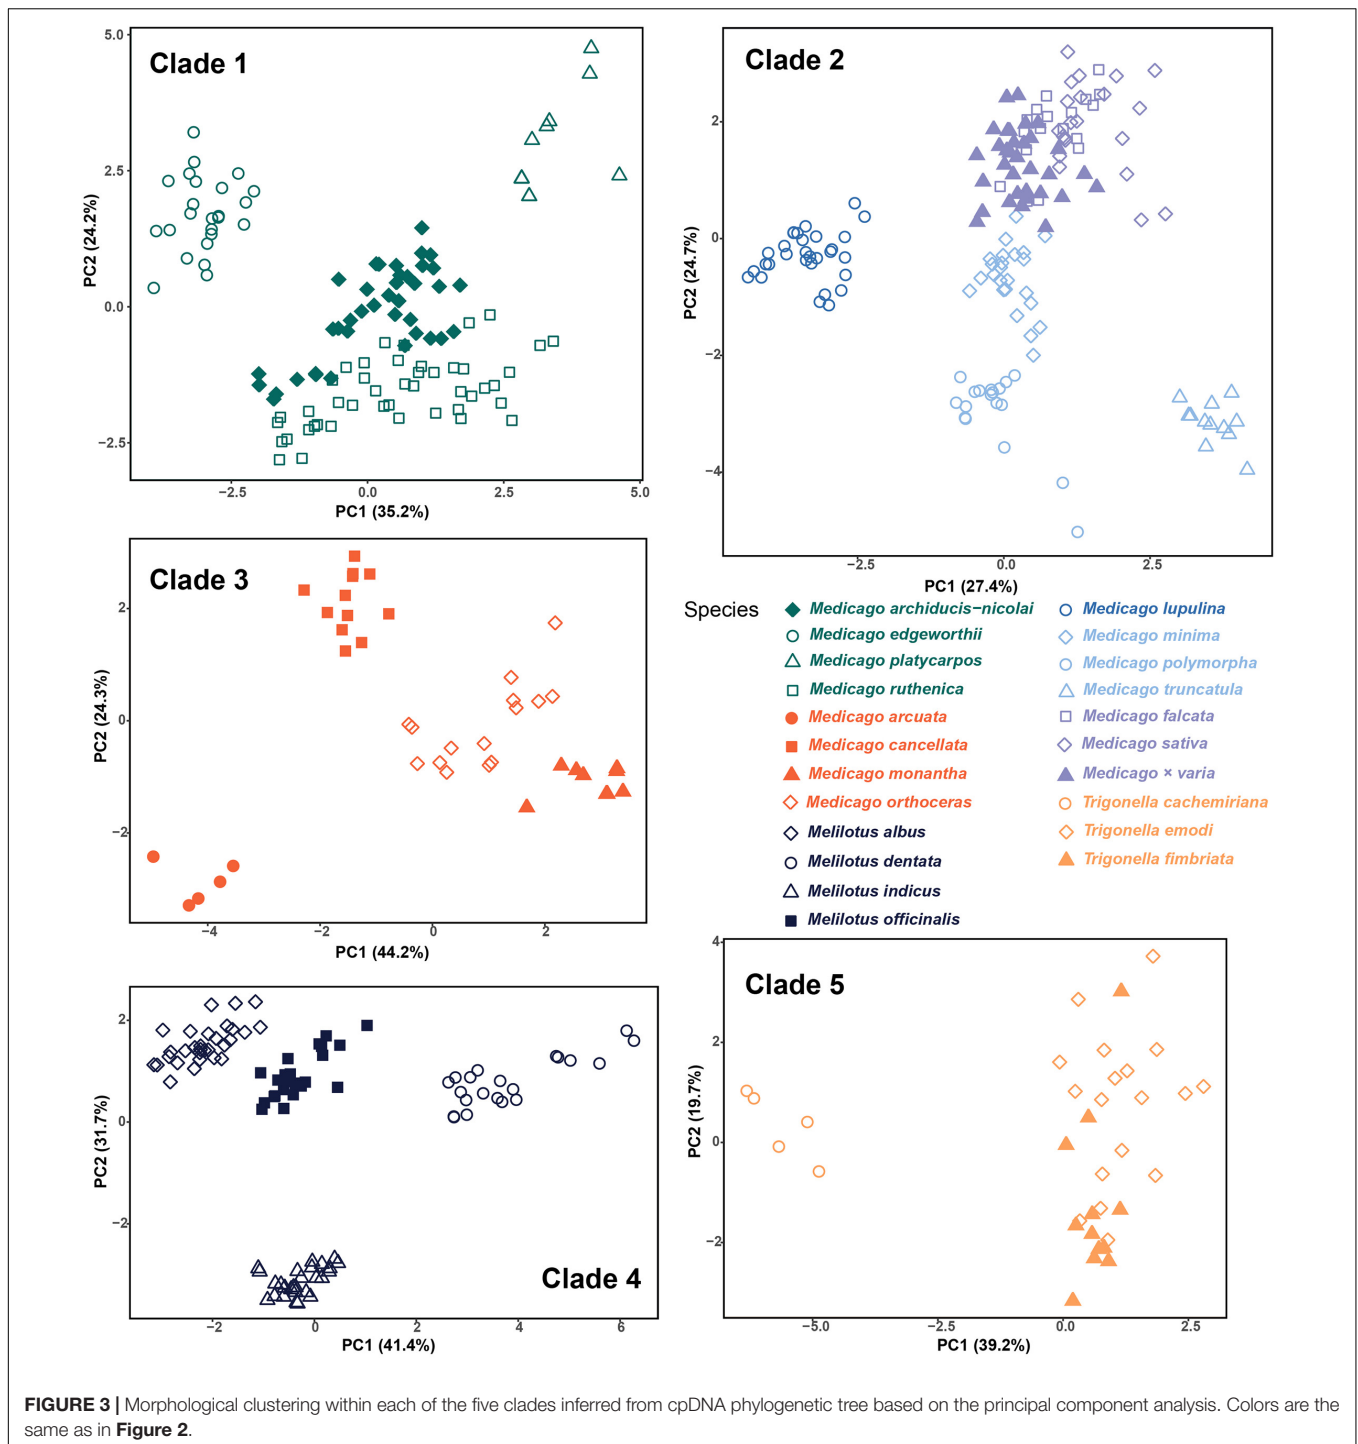 Clade 1
5.0
2.5
0.0
−2.5
PC2 (24.2%)
−2.5
0.0
2.5
5.0
PC1 (35.2%)
Clade 2
2
0
−2
−4
PC2 (24.7%)
−2.5
0.0
2.5
PC1 (27.4%)
Clade 3
2
0
−2
PC2 (24.3%)
−4
−2
0
2
PC1 (44.2%)
Species
Medicago archiducis−nicolai
Medicago edgeworthii
Medicago platycarpos
Medicago ruthenica
Medicago arcuata
Medicago cancellata
Medicago monantha
Medicago orthoceras
Melilotus albus
Melilotus dentata
Melilotus indicus
Melilotus officinalis
Medicago lupulina
Medicago minima
Medicago polymorpha
Medicago truncatula
Medicago falcata
Medicago sativa
Medicago × varia
Trigonella cachemiriana
Trigonella emodi
Trigonella fimbriata
Clade 4
2
0
−2
PC2 (31.7%)
−2
0
2
4
6
PC1 (41.4%)
Clade 5
4
2
0
−2
PC2 (19.7%)
−5.0
−2.5
0.0
2.5
PC1 (39.2%)
FIGURE 3 | Morphological clustering within each of the five clades inferred from cpDNA phylogenetic tree based on the principal component analysis. Colors are the
same as in Figure 2.